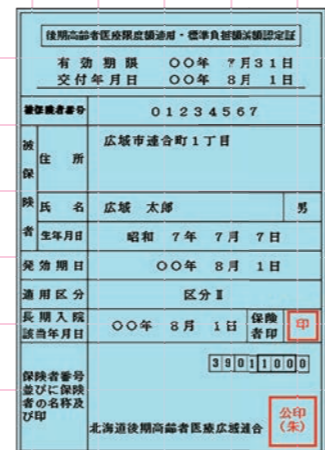 後期高齢者医療限度額適用・標準負担額減額認定証
有効期限 〇〇年 7月31日
交付年月日 〇〇年 8月 1日
被保険者番号 01234567
被保険者
住所 広域市連合町1丁目
氏名 広域 太郎 男
生年月日 昭和 7年 7月 7日
発効期日 〇〇年 8月 1日
適用区分 区分Ⅱ
長期入院
該当年月日 〇〇年 8月 1日 保険
者印 印
39011000
保険者番号
並びに保険
者の名称及
び印
北海道後期高齢者医療広域連合
公印
(朱)